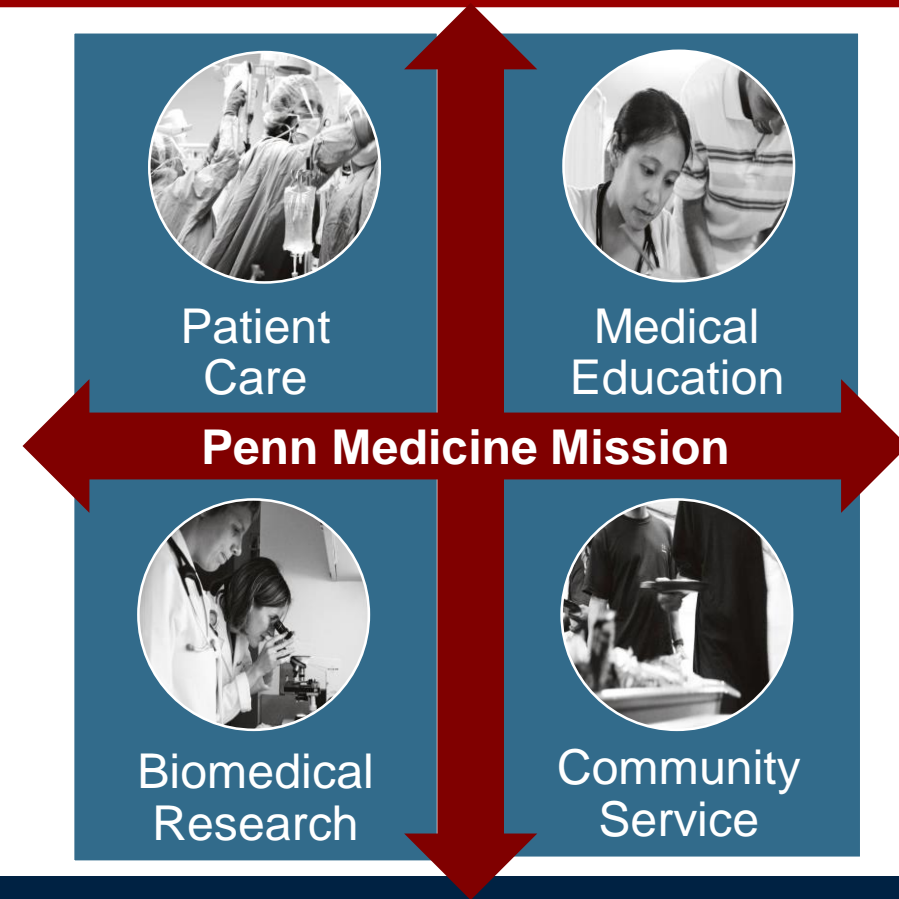 Patient
Care
Medical
Education
Penn Medicine Mission
Biomedical
Research
Community
Service